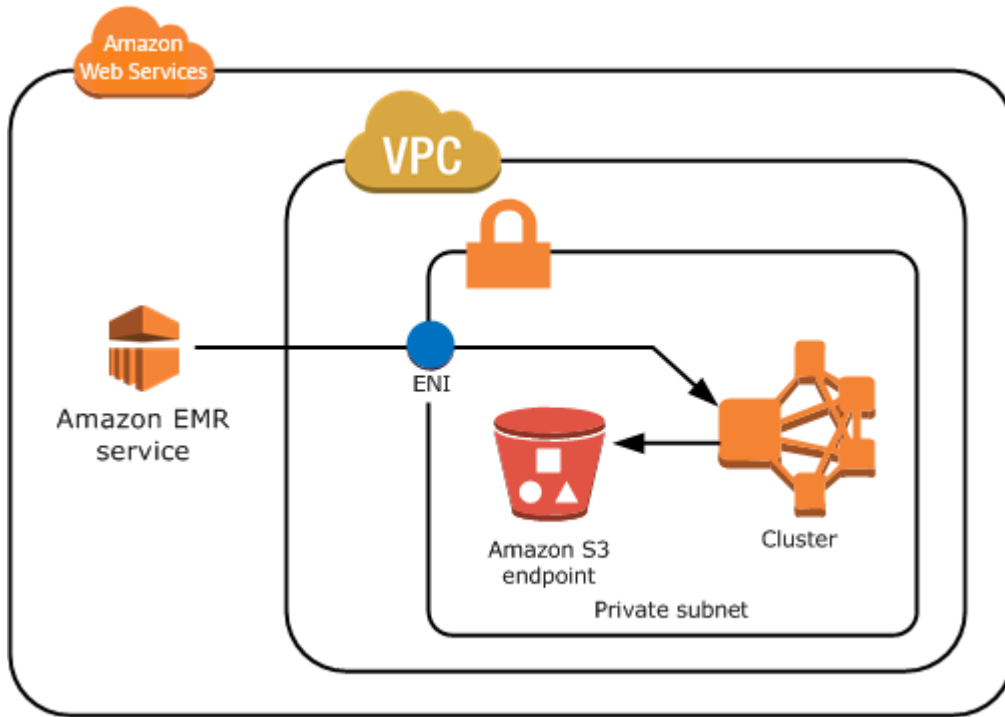 Amazon
Web Services
VPC
ENI
Amazon EMR
service
Amazon S3
endpoint
Cluster
Private subnet